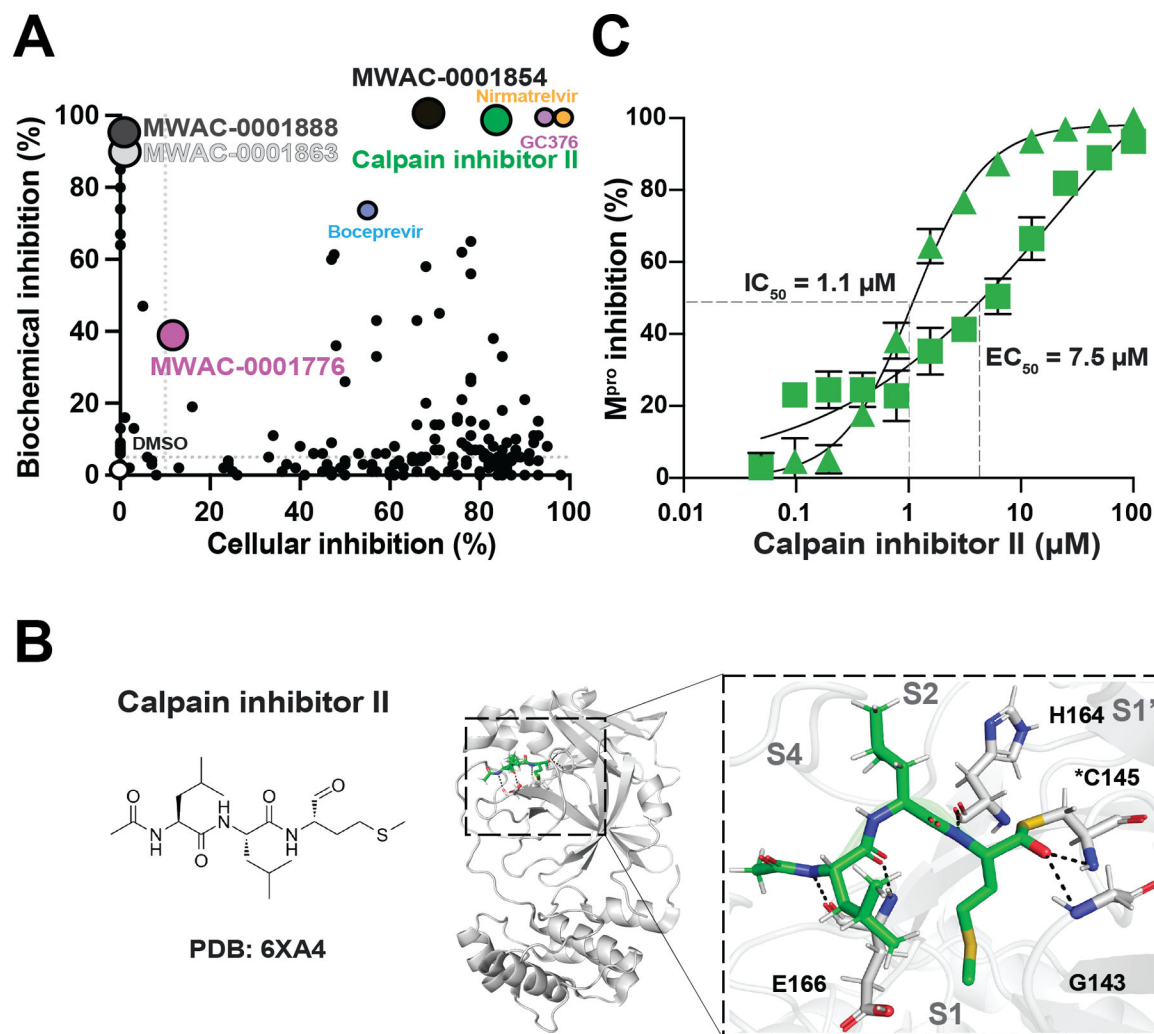 A
Biochemical inhibition (%)
100
80
60
40
20
0
0
20
40
60
80
100
Cellular inhibition (%)
MWAC-0001854
Nirmatrelvir
MWAC-0001888
GC376
MWAC-0001863
Calpain inhibitor II
Boceprevir
MWAC-0001776
DMSO
C
Mpro inhibition (%)
100
80
60
40
20
0
IC50 = 1.1 µM
EC50 = 7.5 µM
0.01
0.1
1
10
100
Calpain inhibitor II (µM)
B
Calpain inhibitor II
O
O
H
N
N
H
O
O
H
N
S
PDB: 6XA4
S2
H164
S1'
S4
*C145
E166
S1
G143